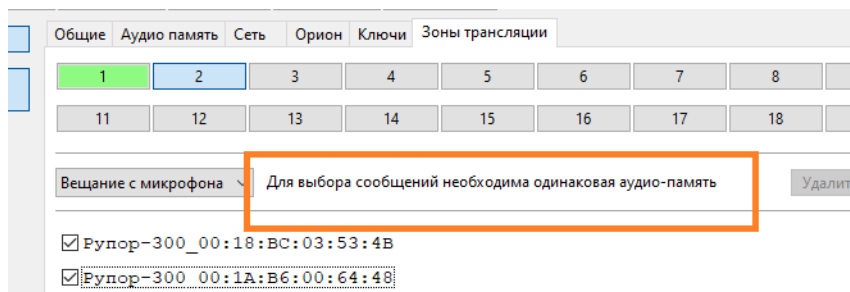 Общие Аудио память Сеть Орион Ключи Зоны трансляции
1 2 3 4 5 6 7 8
11 12 13 14 15 16 17 18
Вещание с микрофона Для выбора сообщений необходима одинаковая аудио-память Удалит
Рупор-300_00:18:BC:03:53:4B
Рупор-300_00:1A:B6:00:64:48